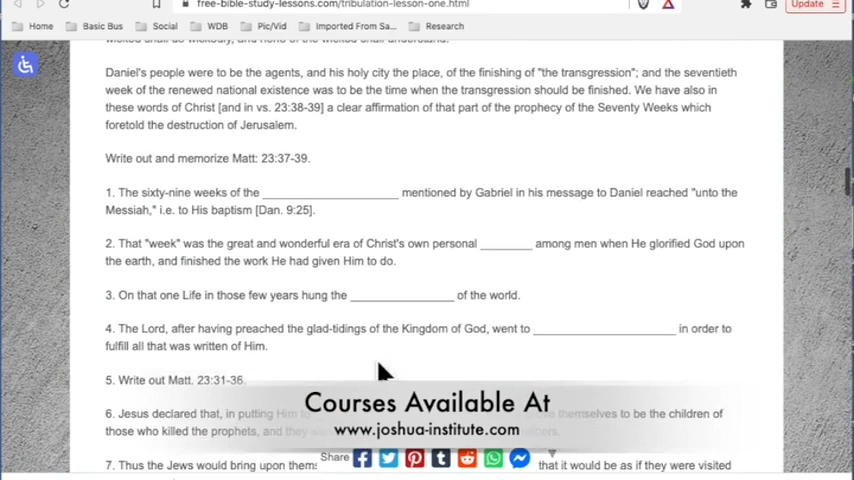 free-bible-study-lessons.com/tribulation-lesson-one.html
Update
Home Basic Bus Social WDB Pic/Vid Imported From Sa... Research
wicked shall do wickedly, and none of the wicked shall understand.
Daniel's people were to be the agents, and his holy city the place, of the finishing of "the transgression"; and the seventieth
week of the renewed national existence was to be the time when the transgression should be finished. We have also in
these words of Christ [and in vs. 23:38-39] a clear affirmation of that part of the prophecy of the Seventy Weeks which
foretold the destruction of Jerusalem.
Write out and memorize Matt: 23:37-39.
1. The sixty-nine weeks of the ____________________ mentioned by Gabriel in his message to Daniel reached "unto the
Messiah," i.e. to His baptism [Dan. 9:25].
2. That "week" was the great and wonderful era of Christ's own personal ________ among men when He glorified God upon
the earth, and finished the work He had given Him to do.
3. On that one Life in those few years hung the _______________ of the world.
4. The Lord, after having preached the glad-tidings of the Kingdom of God, went to _____________________ in order to
fulfill all that was written of Him.
5. Write out Matt. 23:31-36.
6. Jesus declared that, in putting Him to themselves to be the children of
those who killed the prophets, and they
7. Thus the Jews would bring upon thems that it would be as if they were visited
Courses Available At
www.joshua-institute.com
Share